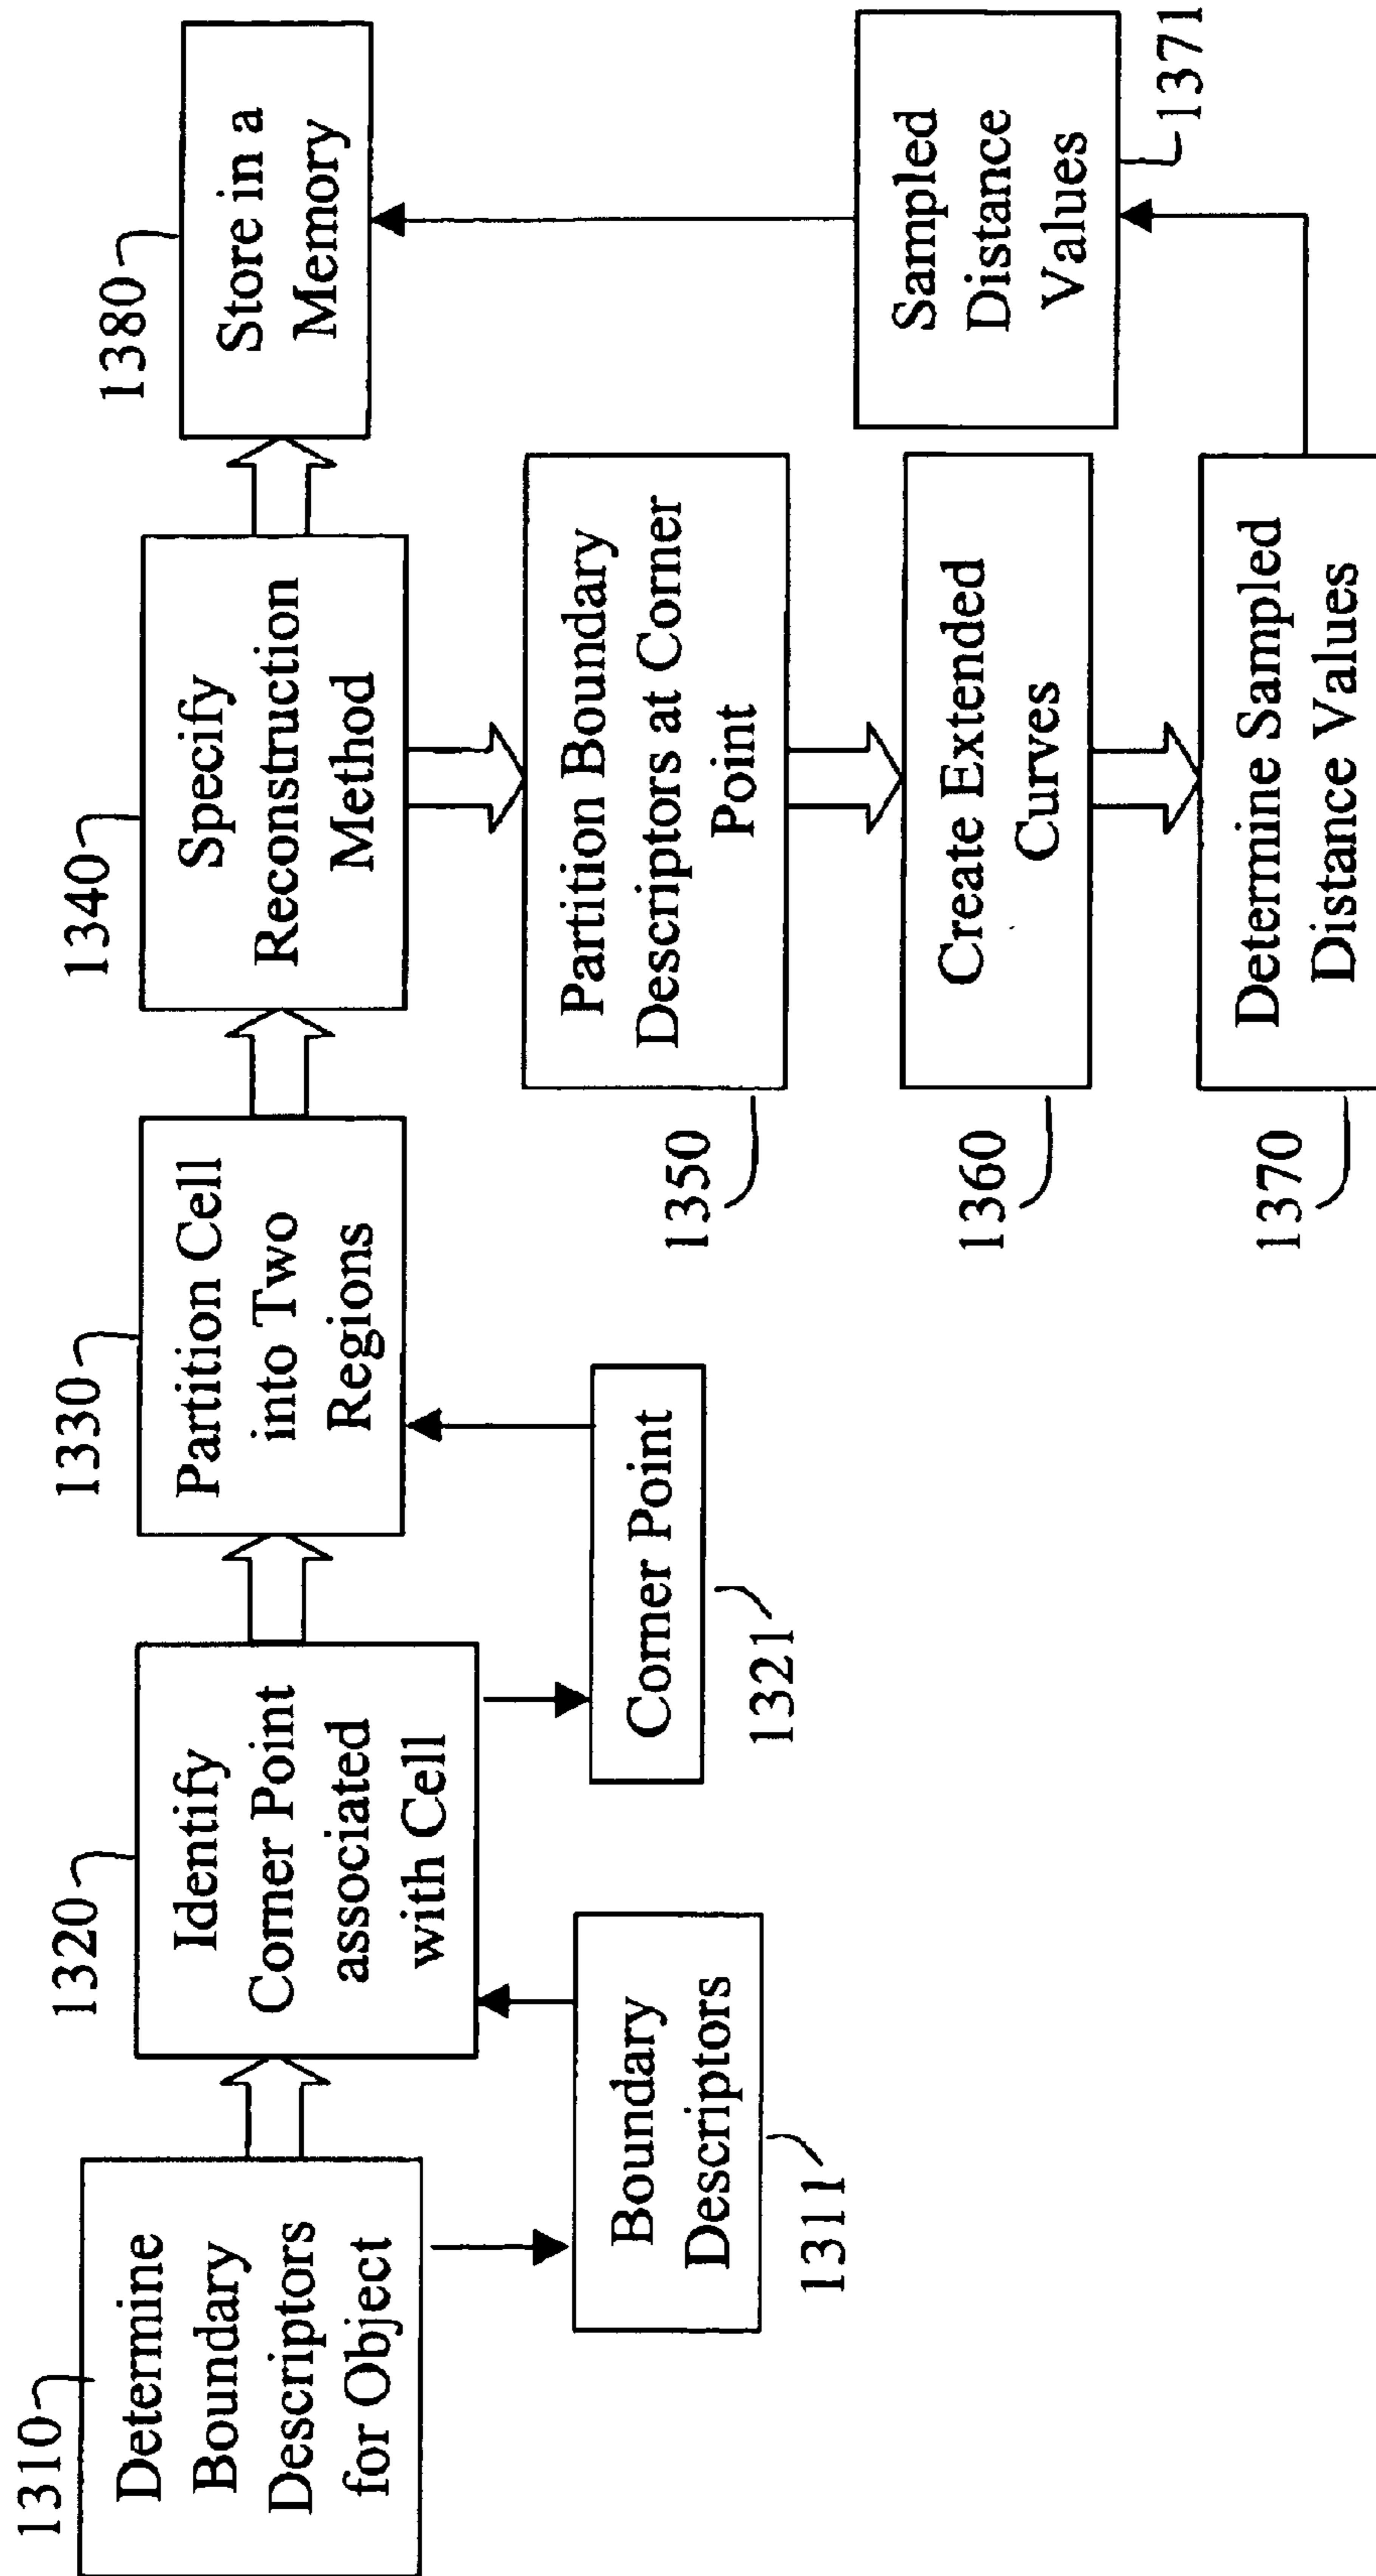 1310
Determine
Boundary
Descriptors
for Object
1320
Identify
Corner Point
associated
with Cell
1330
Partition Cell
into Two
Regions
1340
Specify
Reconstruction
Method
1380
Store in a
Memory
Boundary
Descriptors
1311
Corner Point
1321
Partition Boundary
Descriptors at Corner
Point
1350
Create Extended
Curves
1360
Determine Sampled
Distance Values
1370
Sampled
Distance
Values
1371